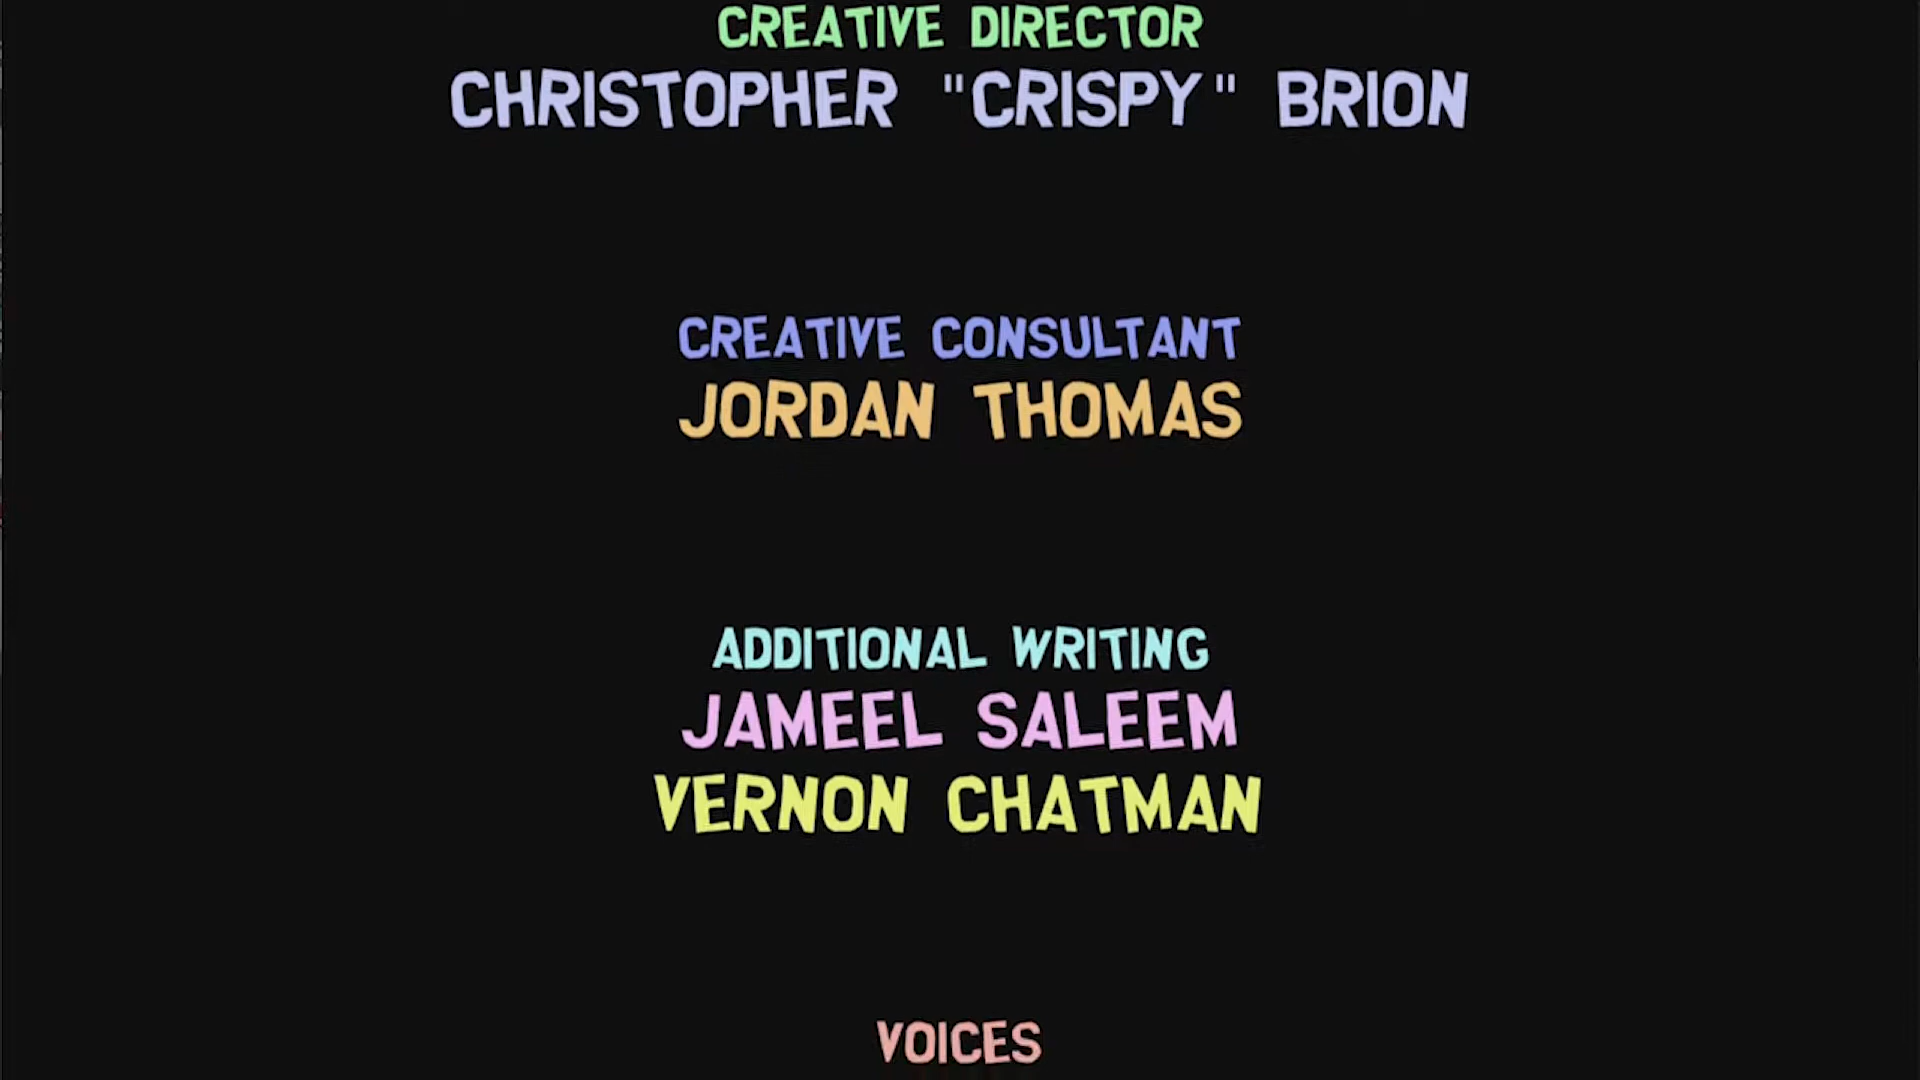 CREATIVE DIRECTOR
CHRISTOPHER "CRISPY" BRION
CREATIVE CONSULTANT
JORDAN THOMAS
ADDITIONAL WRITING
JAMEEL SALEEM
VERNON CHATMAN
VOICES